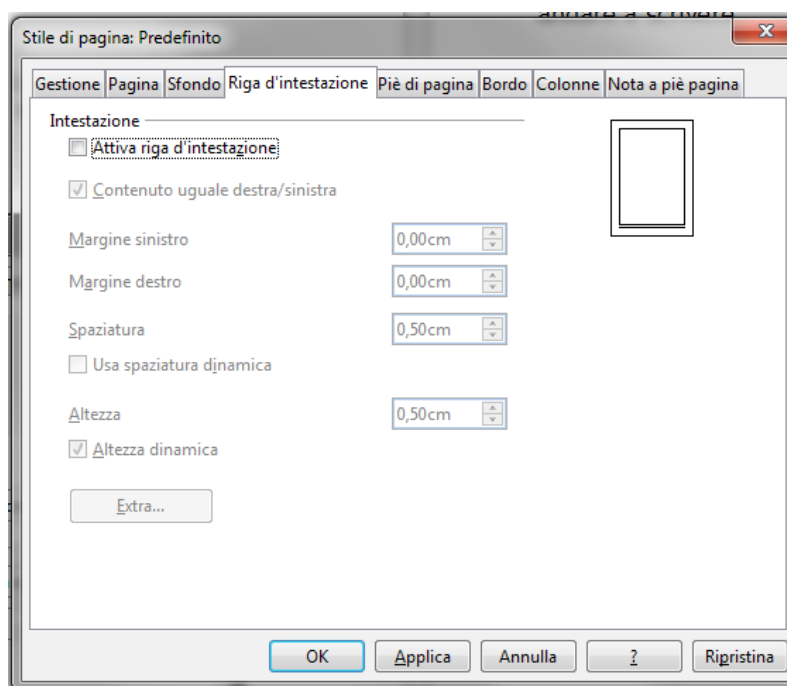 andare a scrivere
Stile di pagina: Predefinito
Gestione Pagina Sfondo Riga d'intestazione Piè di pagina Bordo Colonne Nota a piè pagina
Intestazione
Attiva riga d'intestazione
Contenuto uguale destra/sinistra
Margine sinistro 0,00cm
Margine destro 0,00cm
Spaziatura 0,50cm
Usa spaziatura dinamica
Altezza 0,50cm
Altezza dinamica
Extra...
OK Applica Annulla ? Ripristina